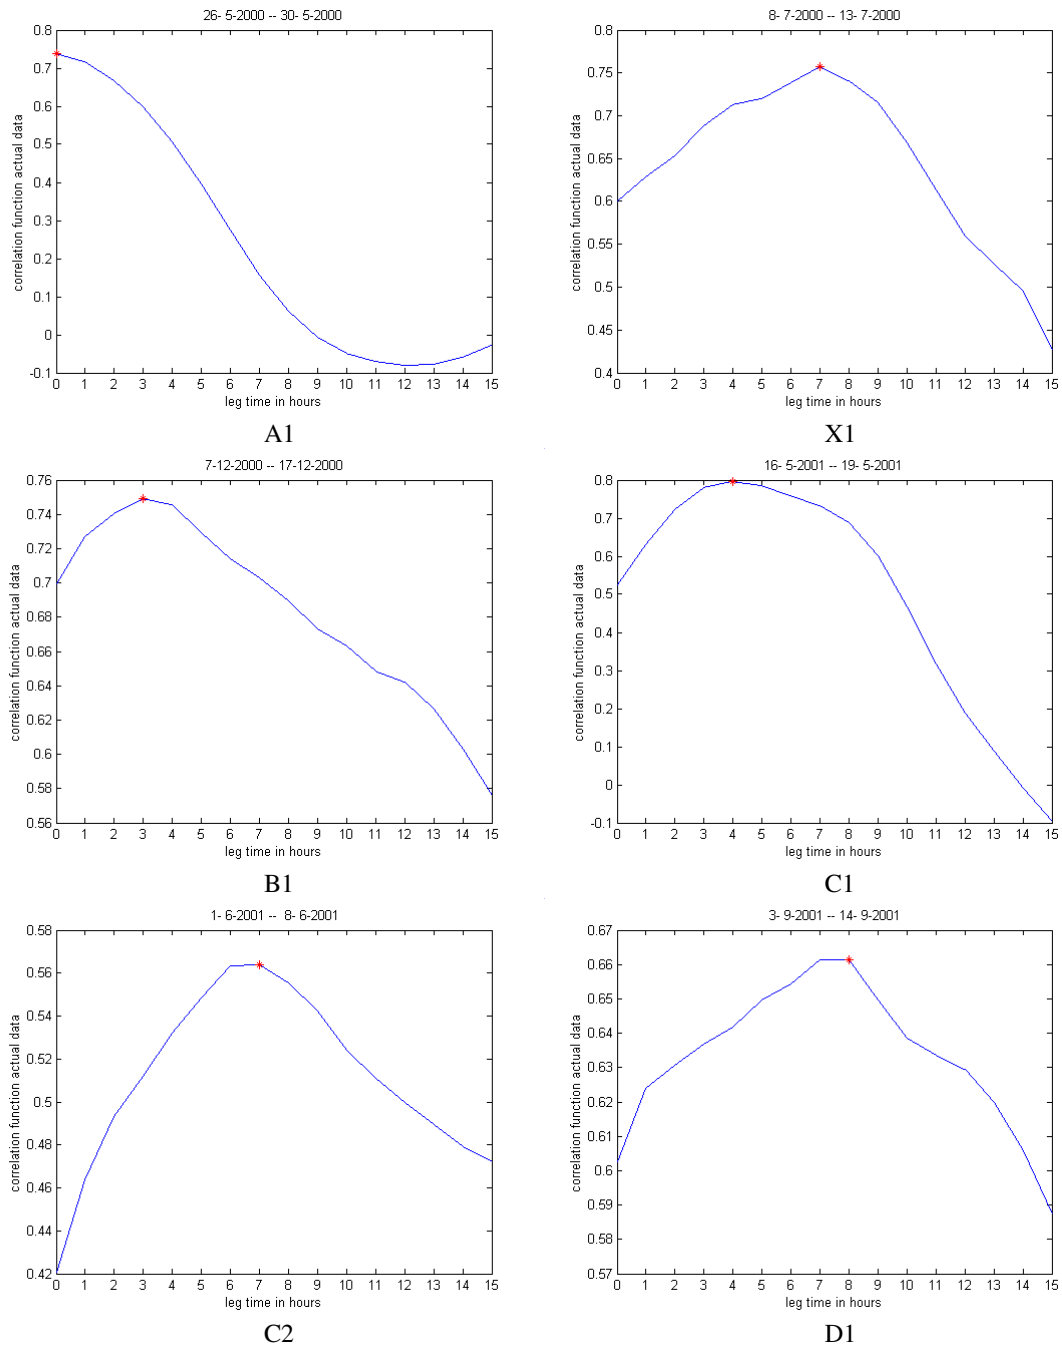 26- 5-2000 -- 30- 5-2000
0.8
0.7
0.6
0.5
0.4
0.3
0.2
0.1
0
-0.1
correlation function actual data
0 1 2 3 4 5 6 7 8 9 10 11 12 13 14 15
leg time in hours
A1
8- 7-2000 -- 13- 7-2000
0.8
0.75
0.7
0.65
0.6
0.55
0.5
0.45
0.4
correlation function actual data
0 1 2 3 4 5 6 7 8 9 10 11 12 13 14 15
leg time in hours
X1
7-12-2000 -- 17-12-2000
0.76
0.74
0.72
0.7
0.68
0.66
0.64
0.62
0.6
0.58
0.56
correlation function actual data
0 1 2 3 4 5 6 7 8 9 10 11 12 13 14 15
leg time in hours
B1
16- 5-2001 -- 19- 5-2001
0.8
0.7
0.6
0.5
0.4
0.3
0.2
0.1
0
-0.1
correlation function actual data
0 1 2 3 4 5 6 7 8 9 10 11 12 13 14 15
leg time in hours
C1
1- 6-2001 -- 8- 6-2001
0.58
0.56
0.54
0.52
0.5
0.48
0.46
0.44
0.42
correlation function actual data
0 1 2 3 4 5 6 7 8 9 10 11 12 13 14 15
leg time in hours
C2
3- 9-2001 -- 14- 9-2001
0.67
0.66
0.65
0.64
0.63
0.62
0.61
0.6
0.59
0.58
0.57
correlation function actual data
0 1 2 3 4 5 6 7 8 9 10 11 12 13 14 15
leg time in hours
D1